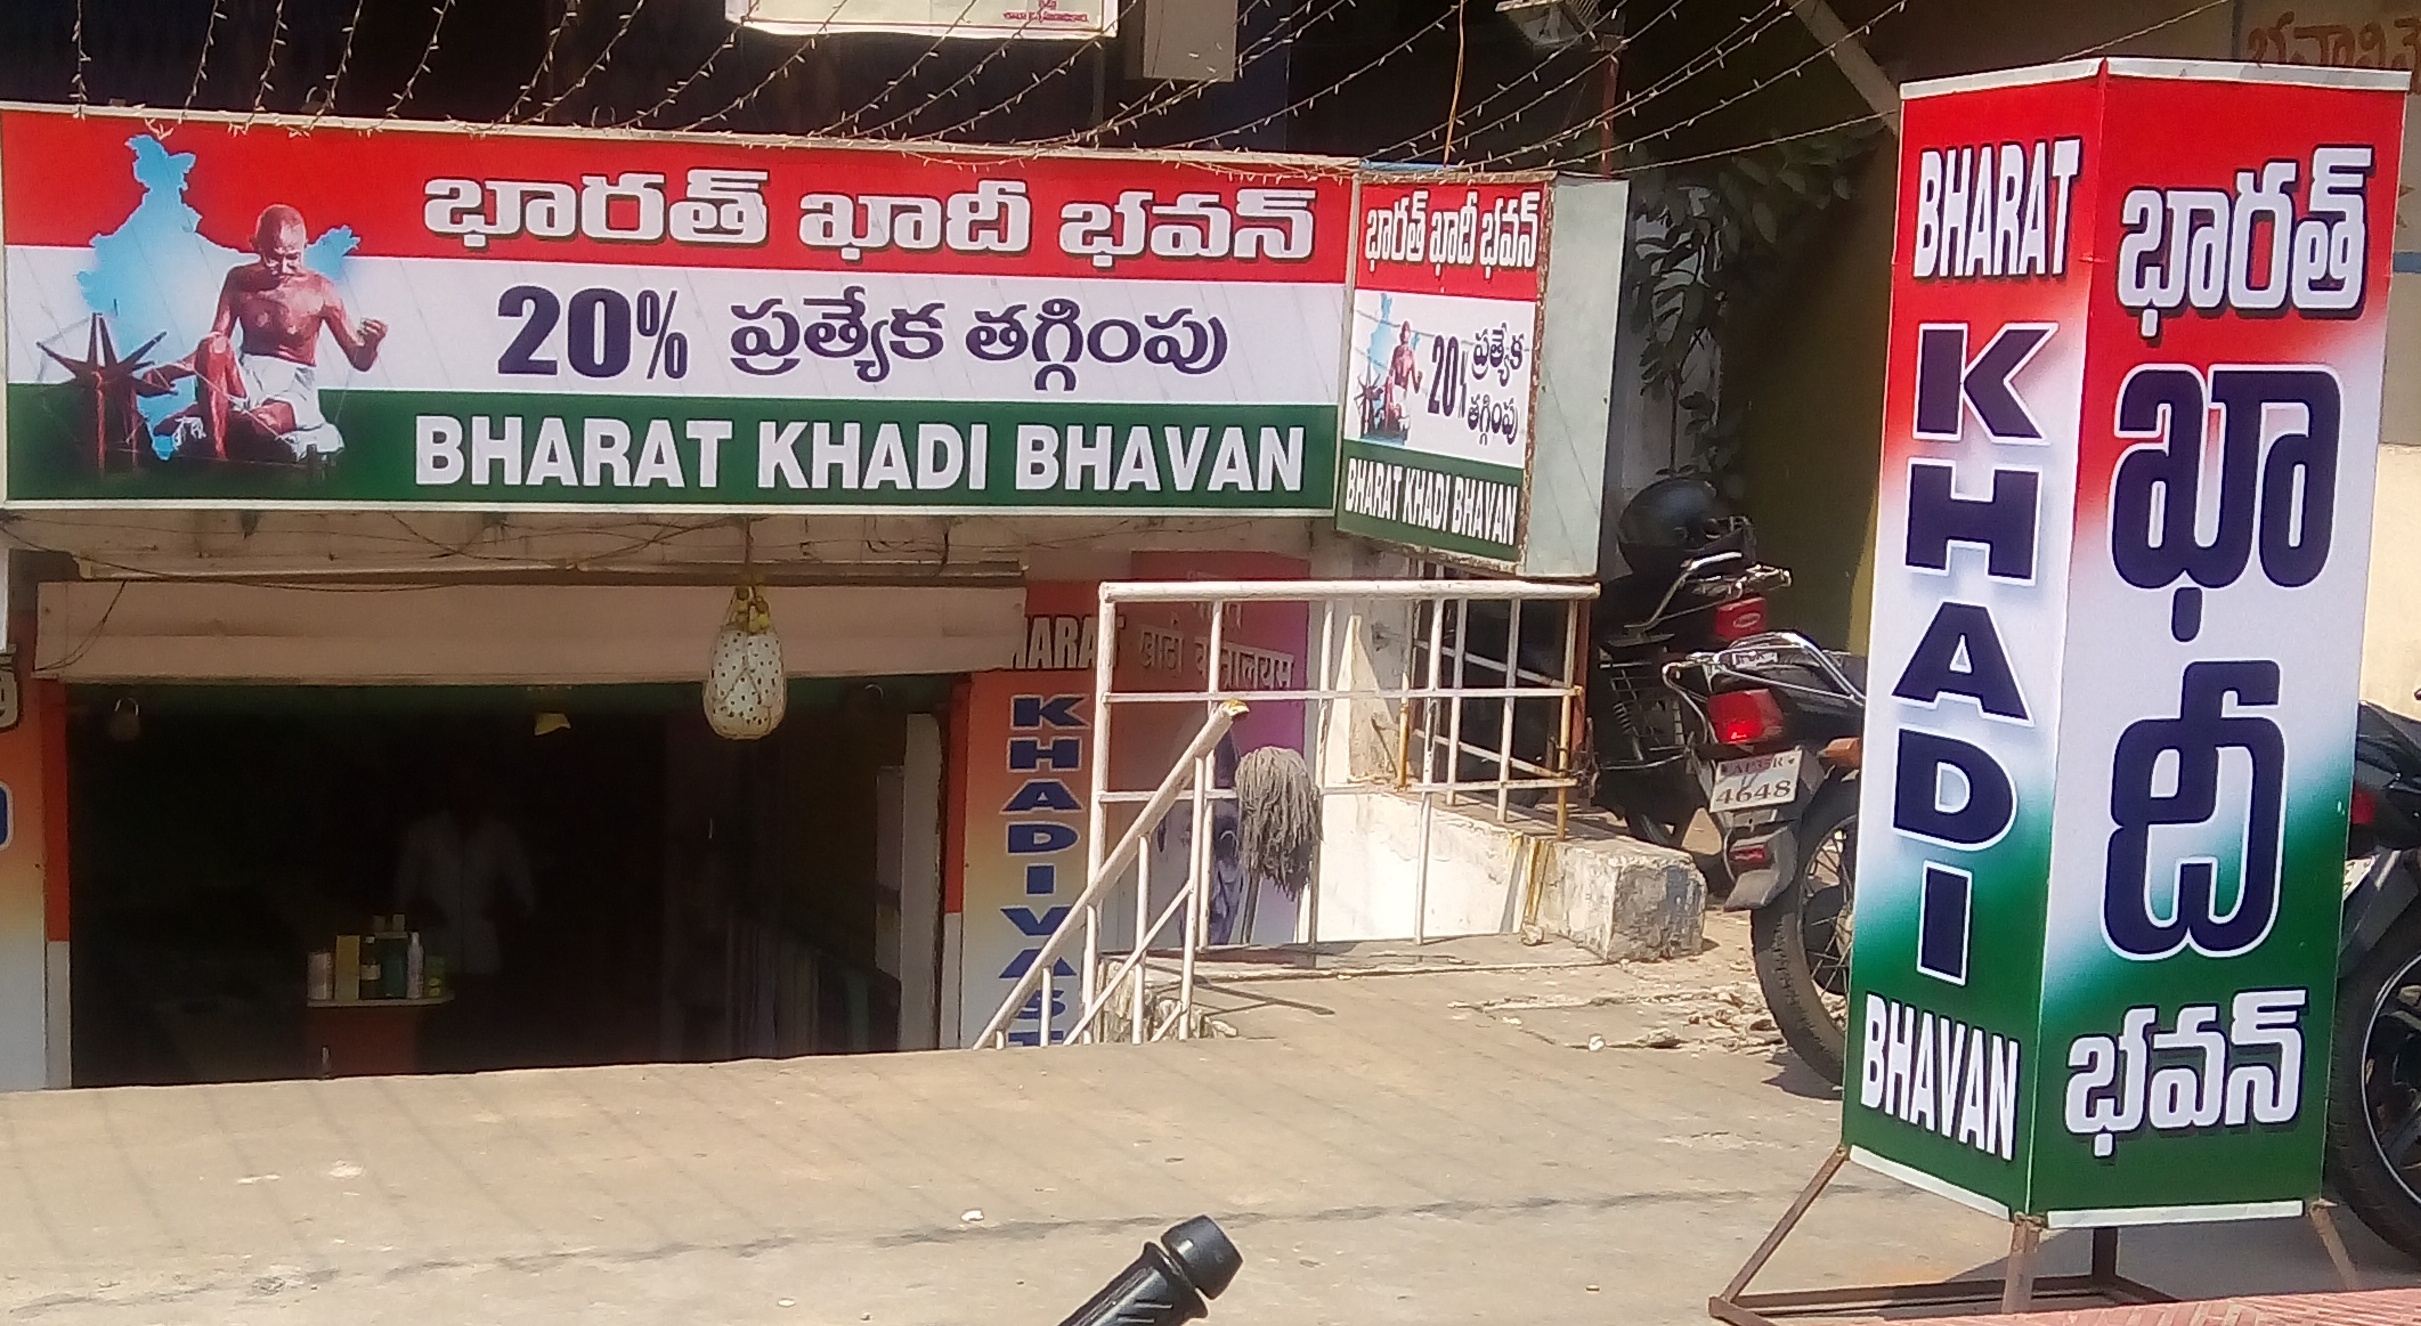 భారత్ ఖాదీ భవన్
20% ప్రత్యేక తగ్గింపు
BHARAT KHADI BHAVAN
భారత్ ఖాదీ భవన్
20% ప్రత్యేక
తగ్గింపు
BHARAT KHADI BHAVAN
BHARAT
KHADI
BHAVAN
భారత్
ఖాదీ
భవన్
KHADI
4648